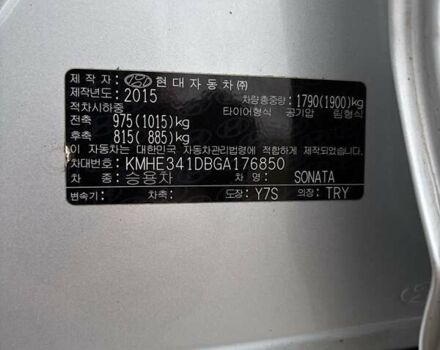 제 작 자 : 현대자동차(주)
제작년도: 2015 차량총중량: 1790(1900)kg
적차시하중 타이어형식 공기압 림형식
전축 975(1015)kg
후축 815( 885)kg
이 자동차는 대한민국 자동차관리법령에 적합하게 제작되었습니다.
차대번호: KMHE341DBGA176850
차 종: 승용차 차 명: SONATA
변속기: 차축: 도장: Y7S 의장: TRY